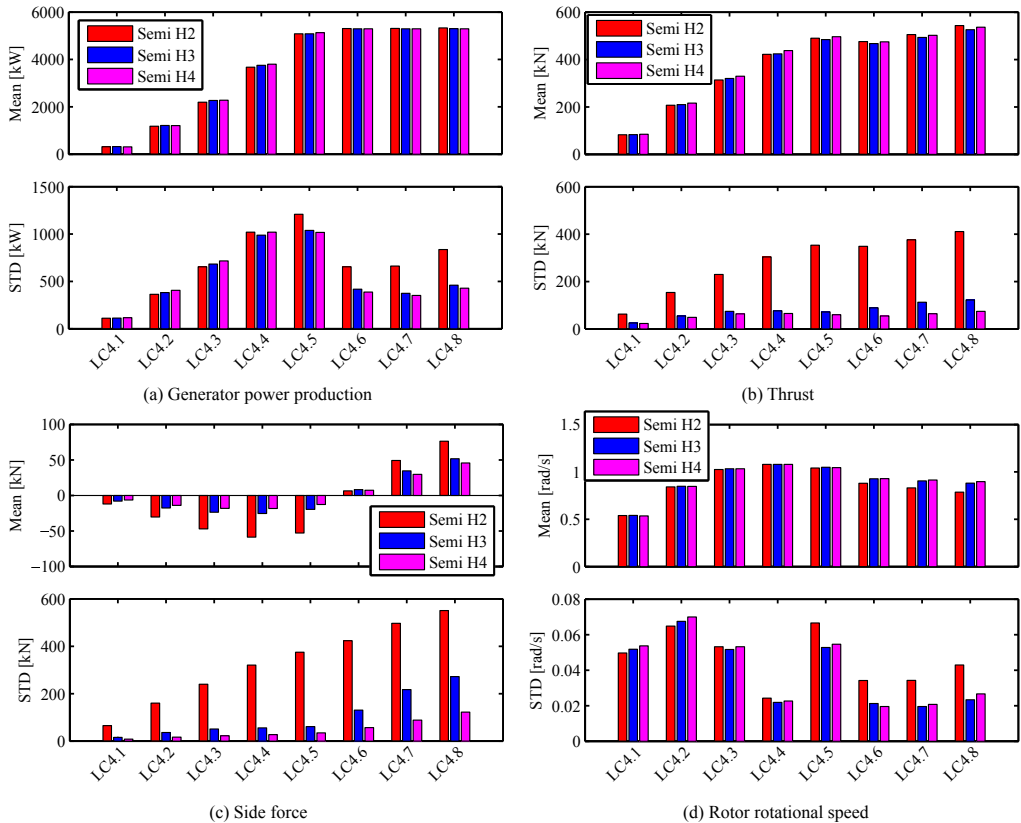 6000
4000
2000
0
Mean [kW]
Semi H2
Semi H3
Semi H4
1500
1000
500
0
STD [kW]
LC4.1
LC4.2
LC4.3
LC4.4
LC4.5
LC4.6
LC4.7
LC4.8
(a) Generator power production
600
400
200
0
Mean [kN]
Semi H2
Semi H3
Semi H4
600
400
200
0
STD [kN]
LC4.1
LC4.2
LC4.3
LC4.4
LC4.5
LC4.6
LC4.7
LC4.8
(b) Thrust
100
50
0
−50
−100
Mean [kN]
Semi H2
Semi H3
Semi H4
600
400
200
0
STD [kN]
LC4.1
LC4.2
LC4.3
LC4.4
LC4.5
LC4.6
LC4.7
LC4.8
(c) Side force
1.5
1
0.5
0
Mean [rad/s]
Semi H2
Semi H3
Semi H4
0.08
0.06
0.04
0.02
0
STD [rad/s]
LC4.1
LC4.2
LC4.3
LC4.4
LC4.5
LC4.6
LC4.7
LC4.8
(d) Rotor rotational speed